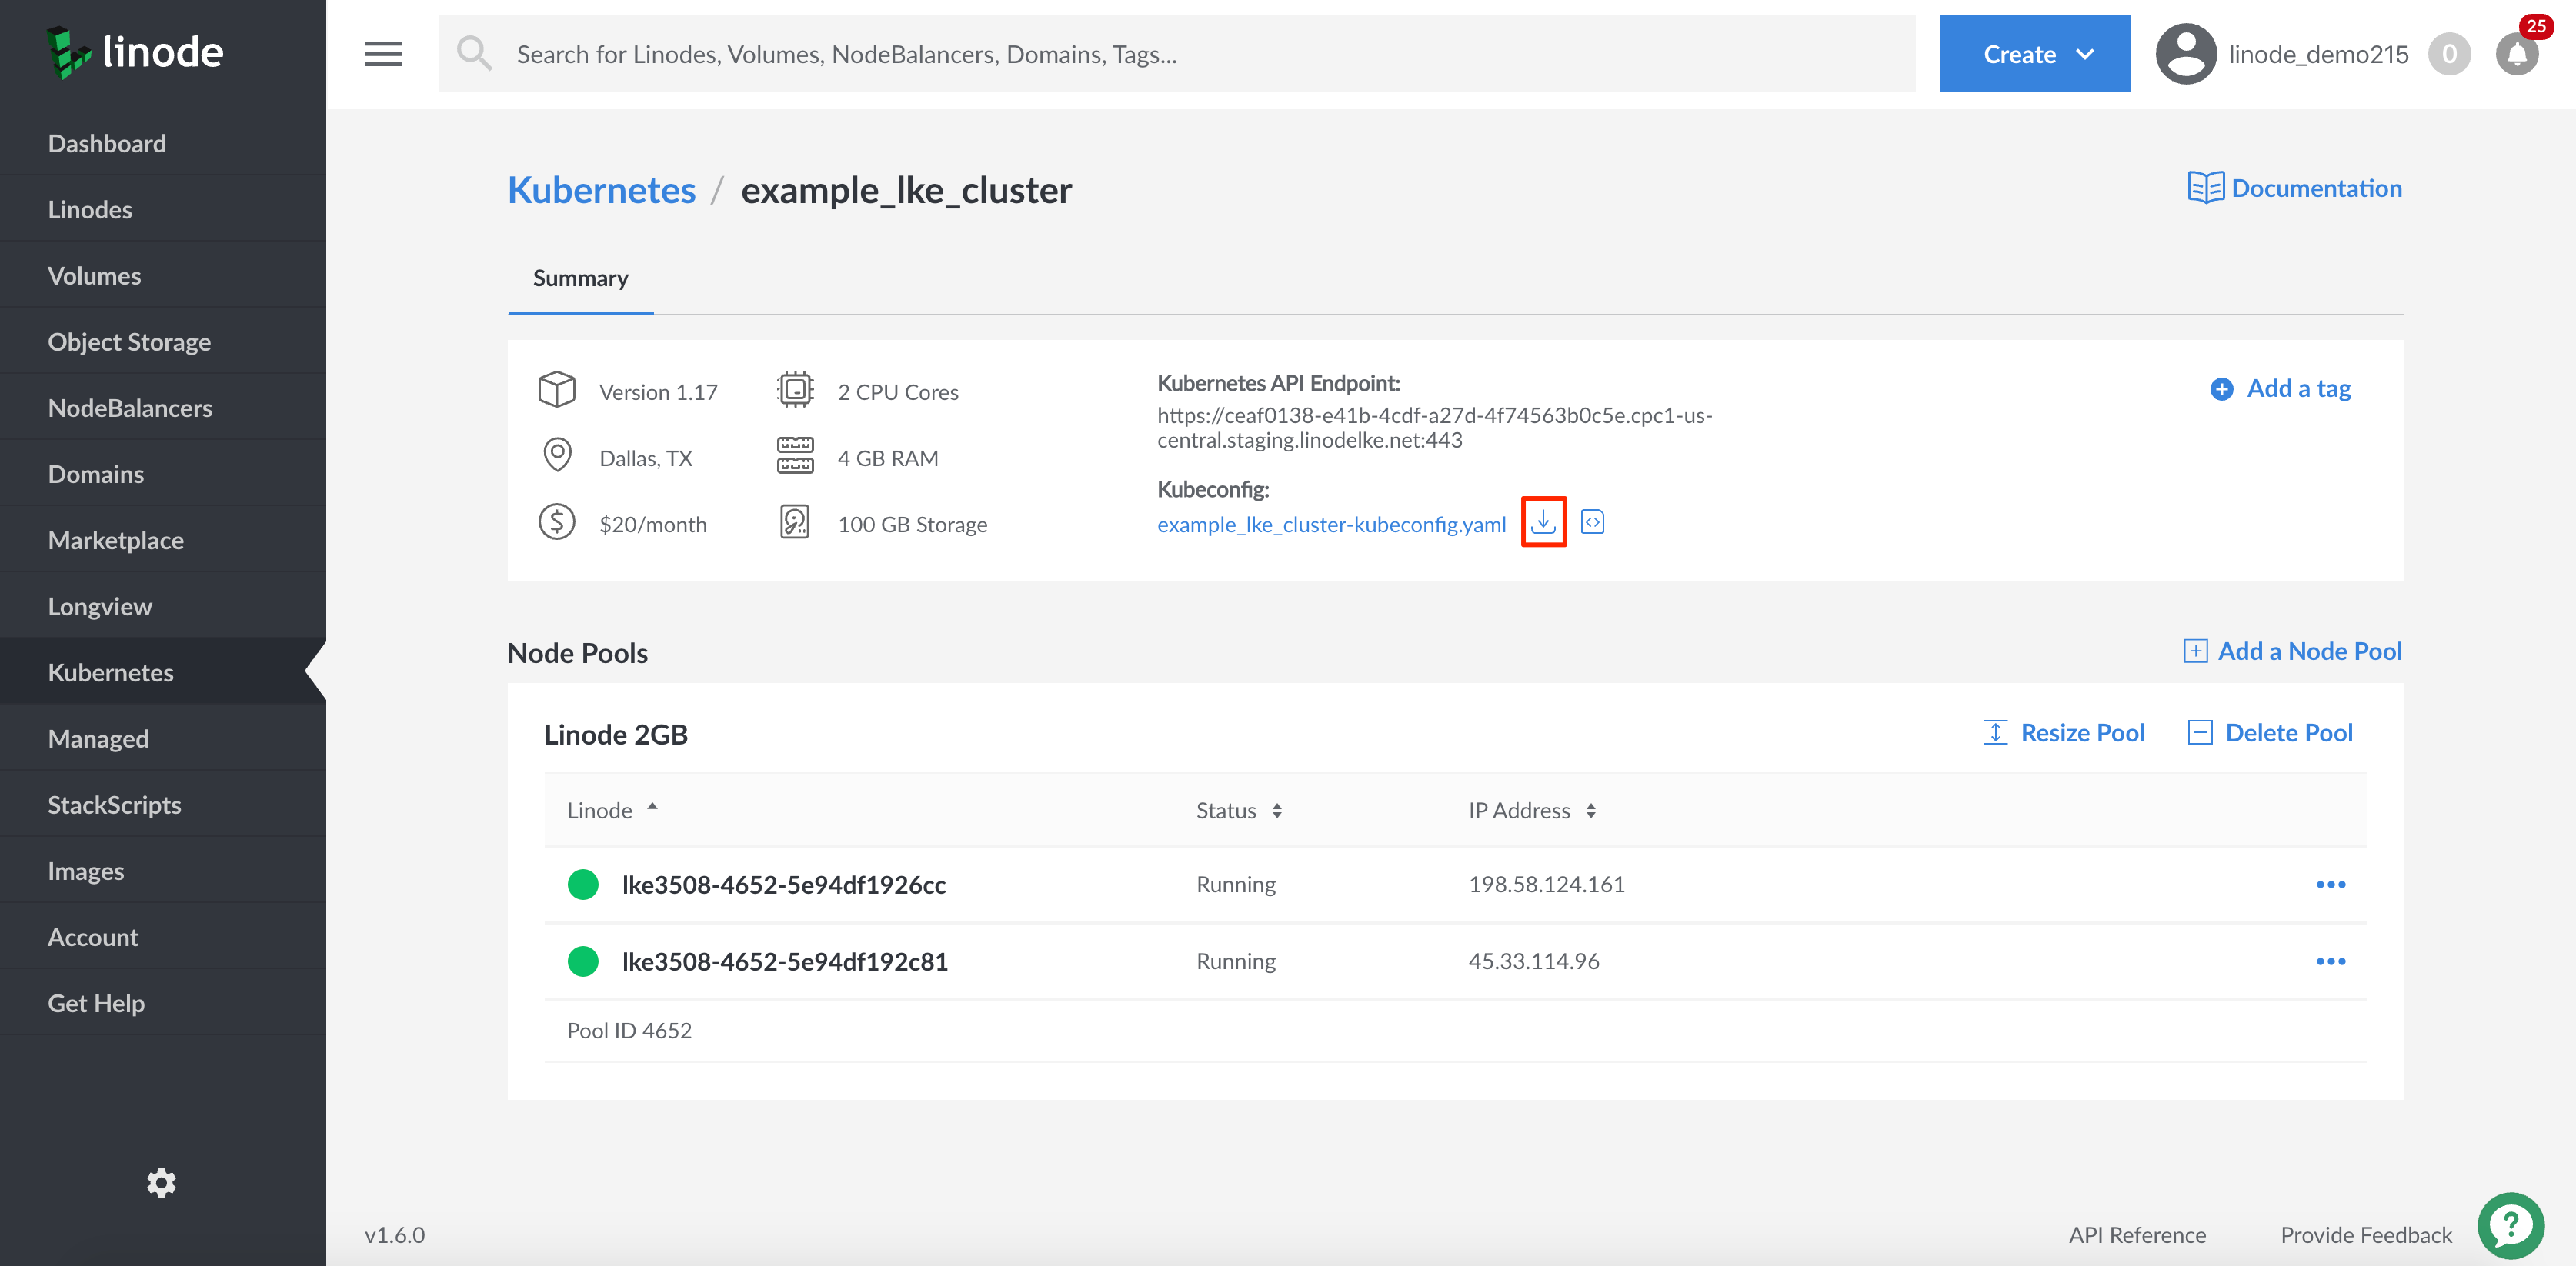 linode
Search for Linodes, Volumes, NodeBalancers, Domains, Tags...
Create
linode_demo215
0
25
Dashboard
Linodes
Volumes
Object Storage
NodeBalancers
Domains
Marketplace
Longview
Kubernetes
Managed
StackScripts
Images
Account
Get Help
Kubernetes / example_lke_cluster
Documentation
Summary
Version 1.17
Dallas, TX
$20/month
2 CPU Cores
4 GB RAM
100 GB Storage
Kubernetes API Endpoint:
https://ceaf0138-e41b-4cdf-a27d-4f74563b0c5e.cpc1-us-
central.staging.linodelke.net:443
Kubeconfig:
example_lke_cluster-kubeconfig.yaml
Add a tag
Node Pools
Add a Node Pool
Linode 2GB
Resize Pool
Delete Pool
Linode Status IP Address
lke3508-4652-5e94df1926cc Running 198.58.124.161
lke3508-4652-5e94df192c81 Running 45.33.114.96
Pool ID 4652
v1.6.0
API Reference
Provide Feedback
?